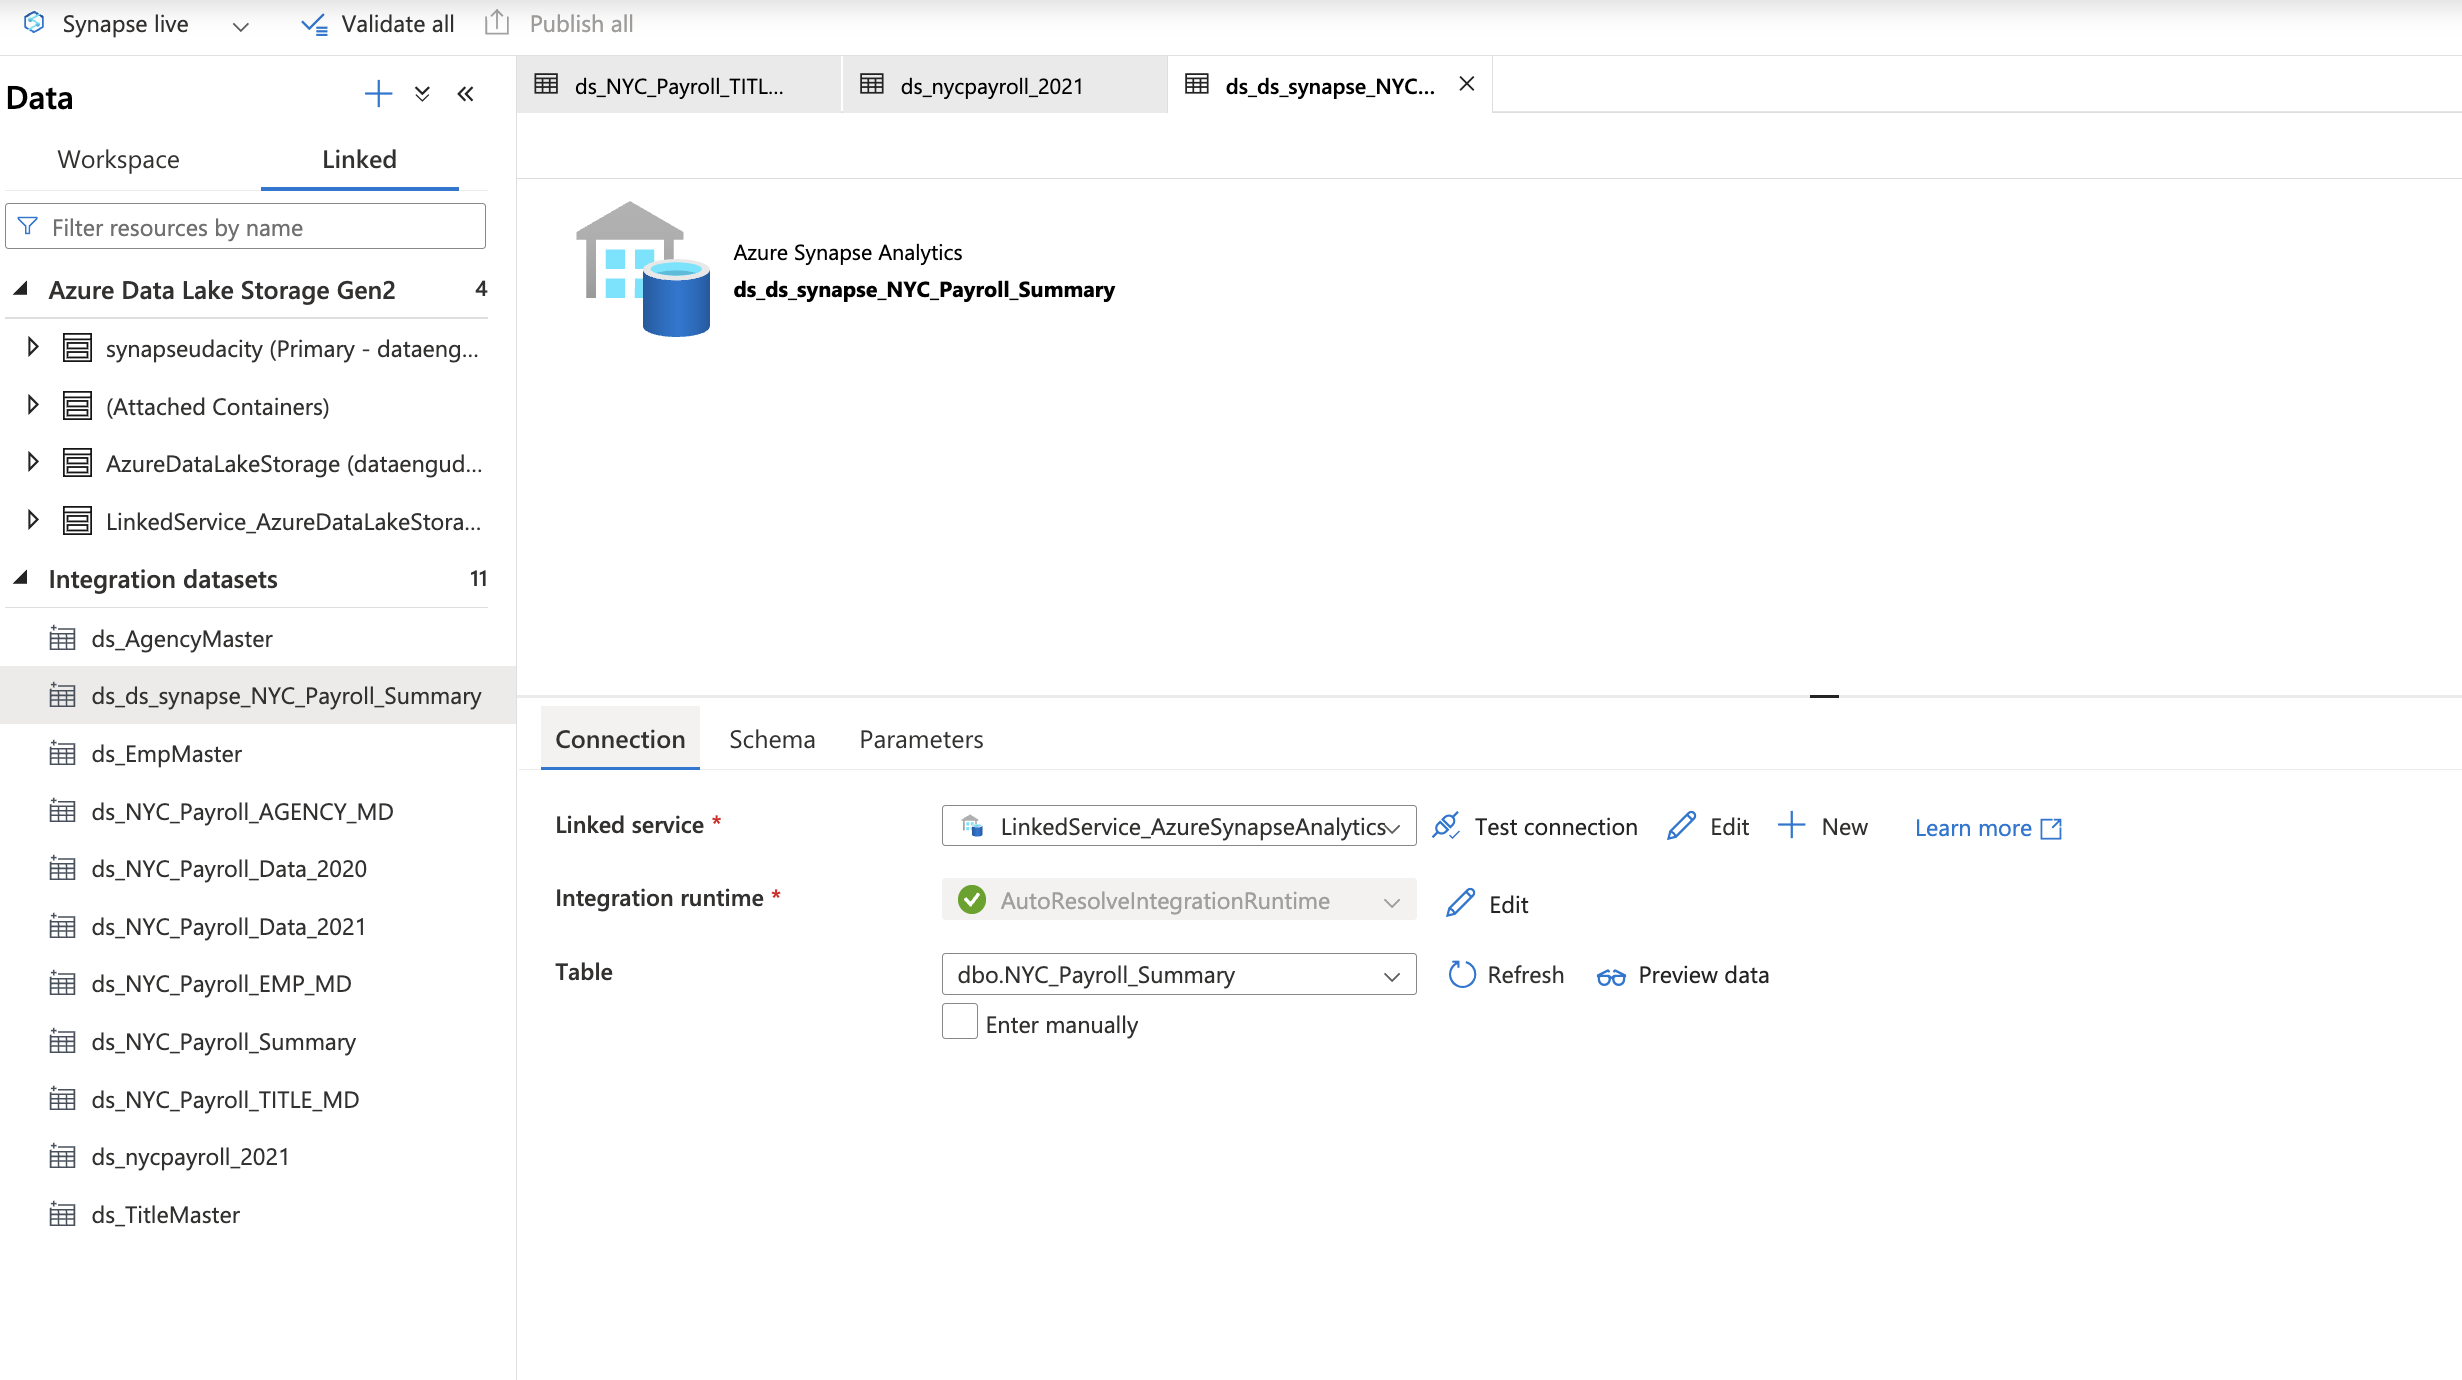 Synapse live
Validate all
Publish all
Data
Workspace
Linked
Filter resources by name
Azure Data Lake Storage Gen2 4
synapseudacity (Primary - dataeng...
(Attached Containers)
AzureDataLakeStorage (dataengud...
LinkedService_AzureDataLakeStora...
Integration datasets 11
ds_AgencyMaster
ds_ds_synapse_NYC_Payroll_Summary
ds_EmpMaster
ds_NYC_Payroll_AGENCY_MD
ds_NYC_Payroll_Data_2020
ds_NYC_Payroll_Data_2021
ds_NYC_Payroll_EMP_MD
ds_NYC_Payroll_Summary
ds_NYC_Payroll_TITLE_MD
ds_nycpayroll_2021
ds_TitleMaster
ds_NYC_Payroll_TITL...
ds_nycpayroll_2021
ds_ds_synapse_NYC...
Azure Synapse Analytics
ds_ds_synapse_NYC_Payroll_Summary
Connection
Schema
Parameters
Linked service *
LinkedService_AzureSynapseAnalytics
Test connection
Edit
New
Learn more
Integration runtime *
AutoResolveIntegrationRuntime
Edit
Table
dbo.NYC_Payroll_Summary
Refresh
Preview data
Enter manually